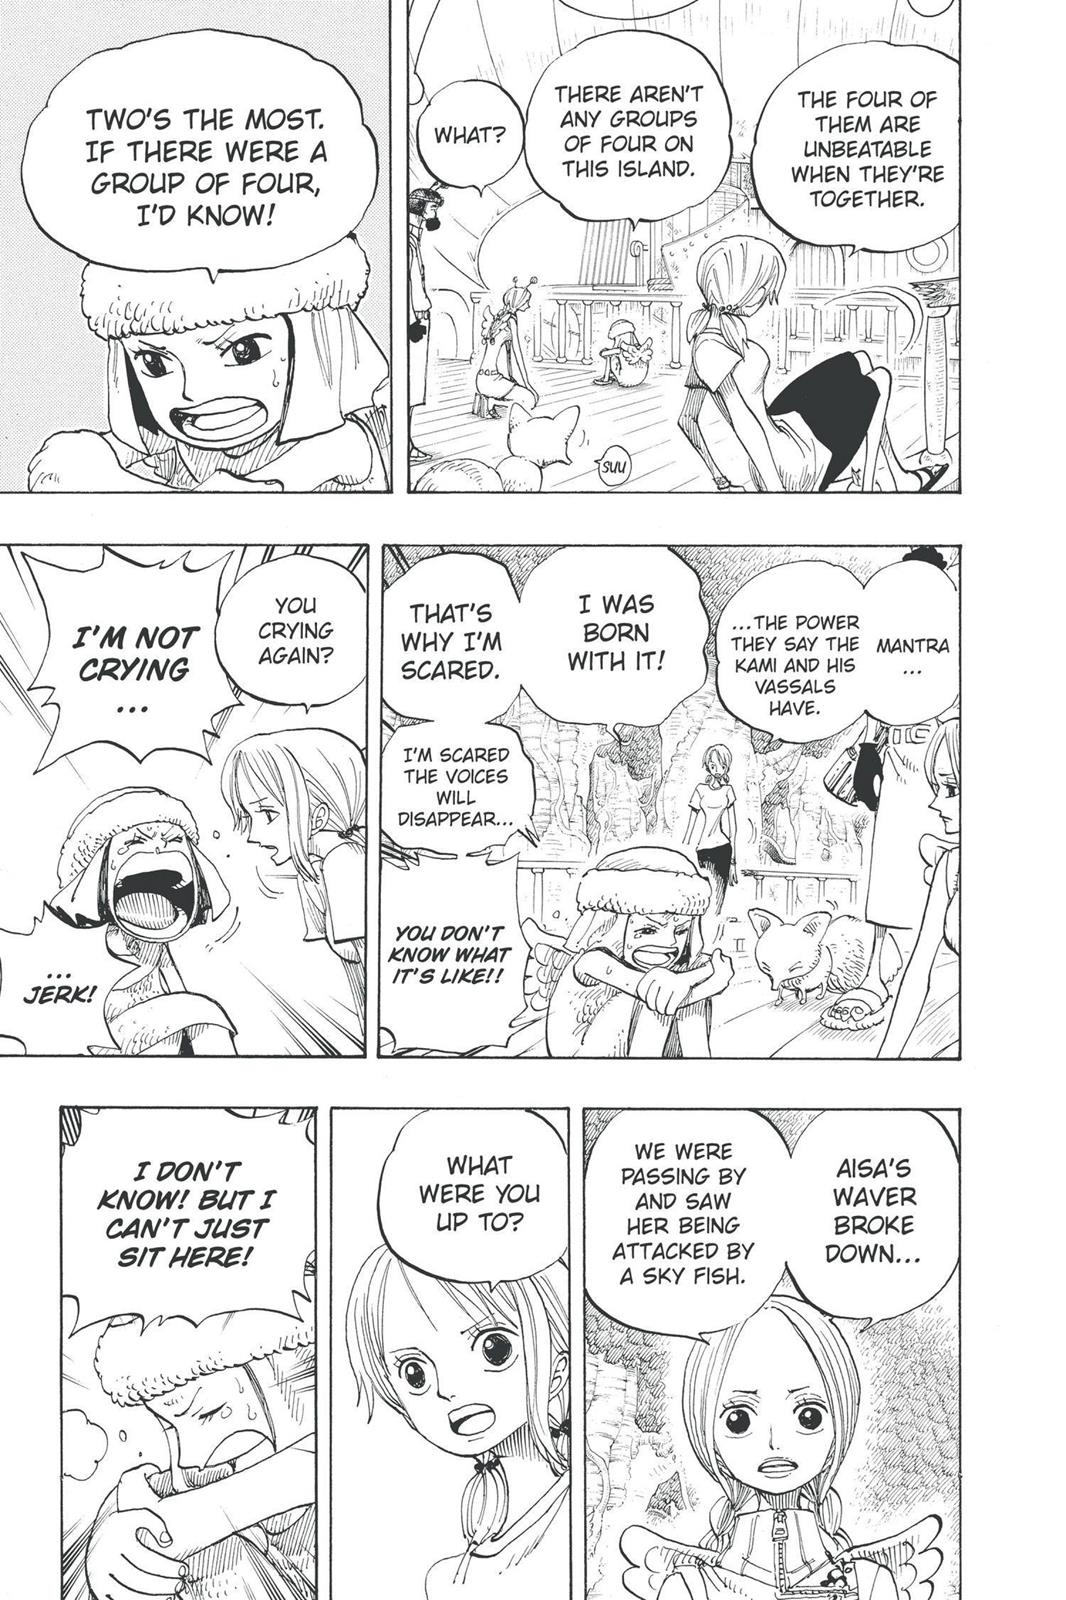 THE FOUR OF
THEM ARE
UNBEATABLE
WHEN THEY'RE
TOGETHER.
THERE AREN'T
ANY GROUPS
OF FOUR ON
THIS ISLAND.
WHAT?
SUU
TWO'S THE MOST.
IF THERE WERE A
GROUP OF FOUR,
I'D KNOW!
MANTRA
...
...THE POWER
THEY SAY THE
KAMI AND HIS
VASSALS
HAVE.
I WAS
BORN
WITH IT!
THAT'S
WHY I'M
SCARED.
I'M SCARED
THE VOICES
WILL
DISAPPEAR...
YOU DON'T
KNOW WHAT
IT'S LIKE!!
YOU
CRYING
AGAIN?
I'M NOT
CRYING
...
...
JERK!
AISA'S
WAVER
BROKE
DOWN...
WE WERE
PASSING BY
AND SAW
HER BEING
ATTACKED BY
A SKY FISH.
WHAT
WERE YOU
UP TO?
I DON'T
KNOW! BUT I
CAN'T JUST
SIT HERE!